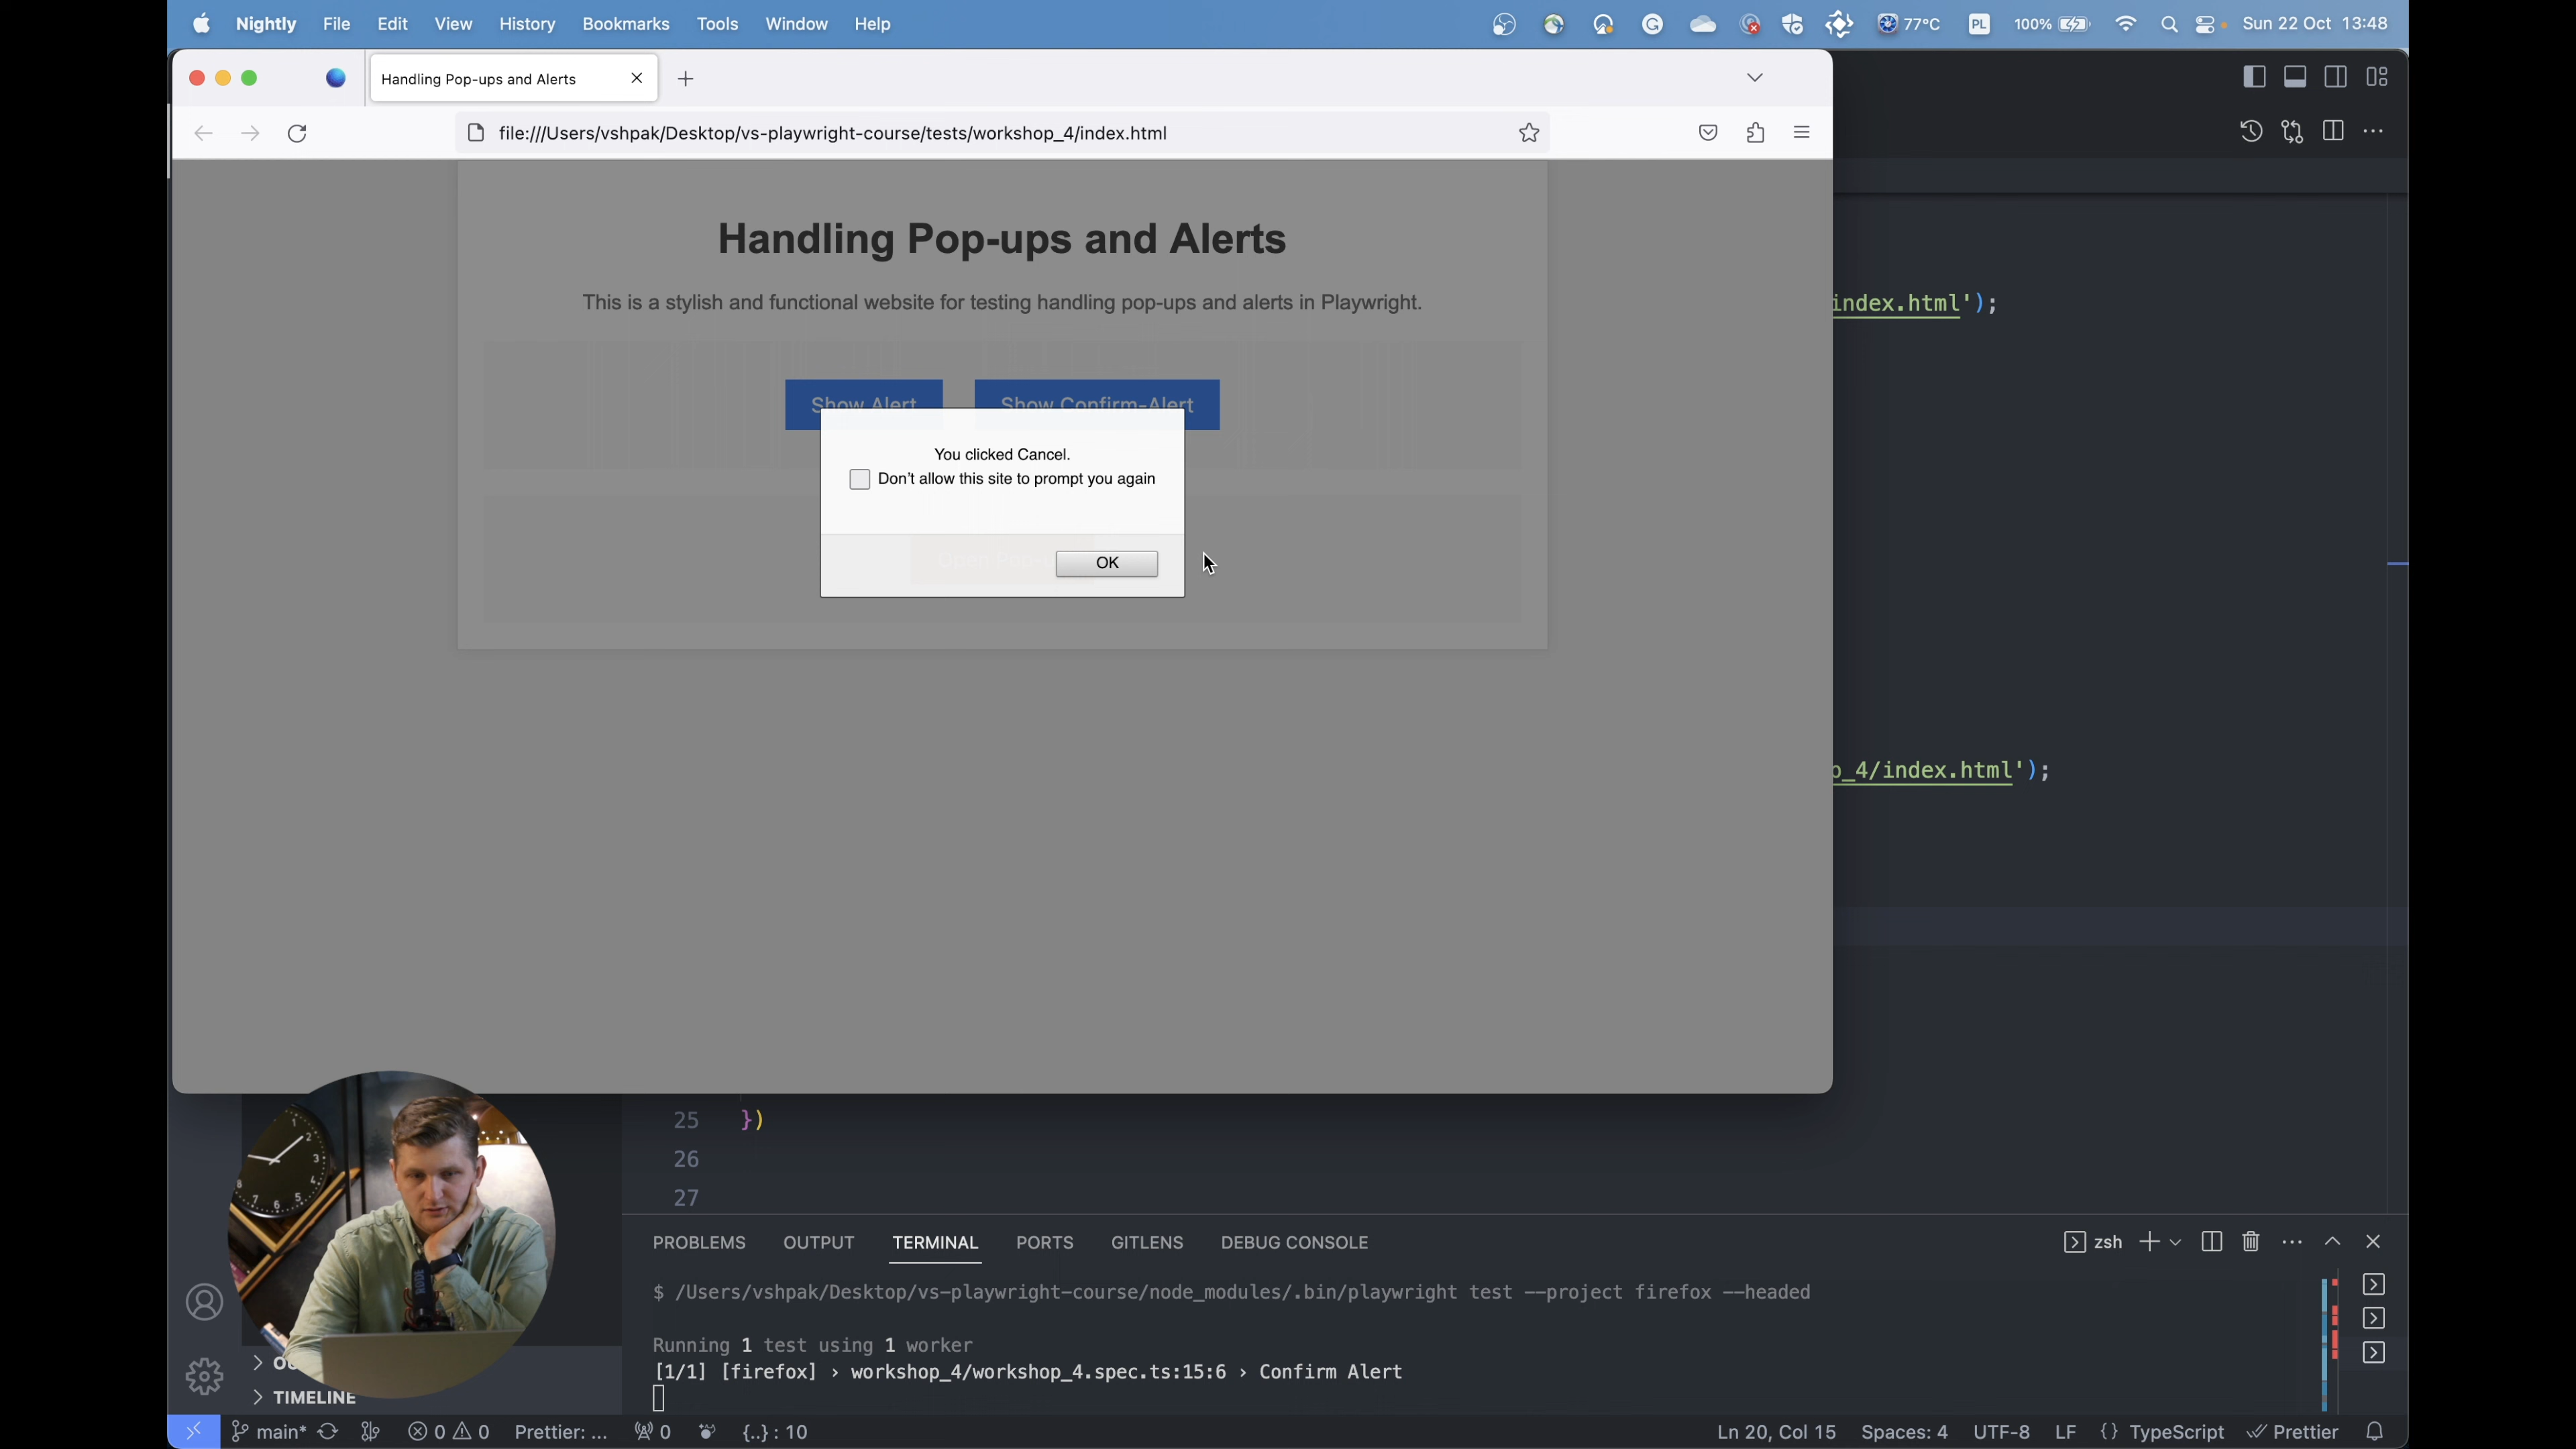 Nightly File Edit View History Bookmarks Tools Window Help
77°C PL 100% Sun 22 Oct 13:48
Handling Pop-ups and Alerts
file:///Users/vshpak/Desktop/vs-playwright-course/tests/workshop_4/index.html
Handling Pop-ups and Alerts
This is a stylish and functional website for testing handling pop-ups and alerts in Playwright.
index.html');
Show Alert Show Confirm-Alert
You clicked Cancel.
Don't allow this site to prompt you again
OK
_4/index.html');
25 })
26
27
PROBLEMS OUTPUT TERMINAL PORTS GITLENS DEBUG CONSOLE
zsh
$ /Users/vshpak/Desktop/vs-playwright-course/node_modules/.bin/playwright test --project firefox --headed
Running 1 test using 1 worker
[1/1] [firefox] › workshop_4/workshop_4.spec.ts:15:6 › Confirm Alert
TIMELINE
main* 0 0 Prettier: ... 0 {..} : 10
Ln 20, Col 15 Spaces: 4 UTF-8 LF {} TypeScript Prettier